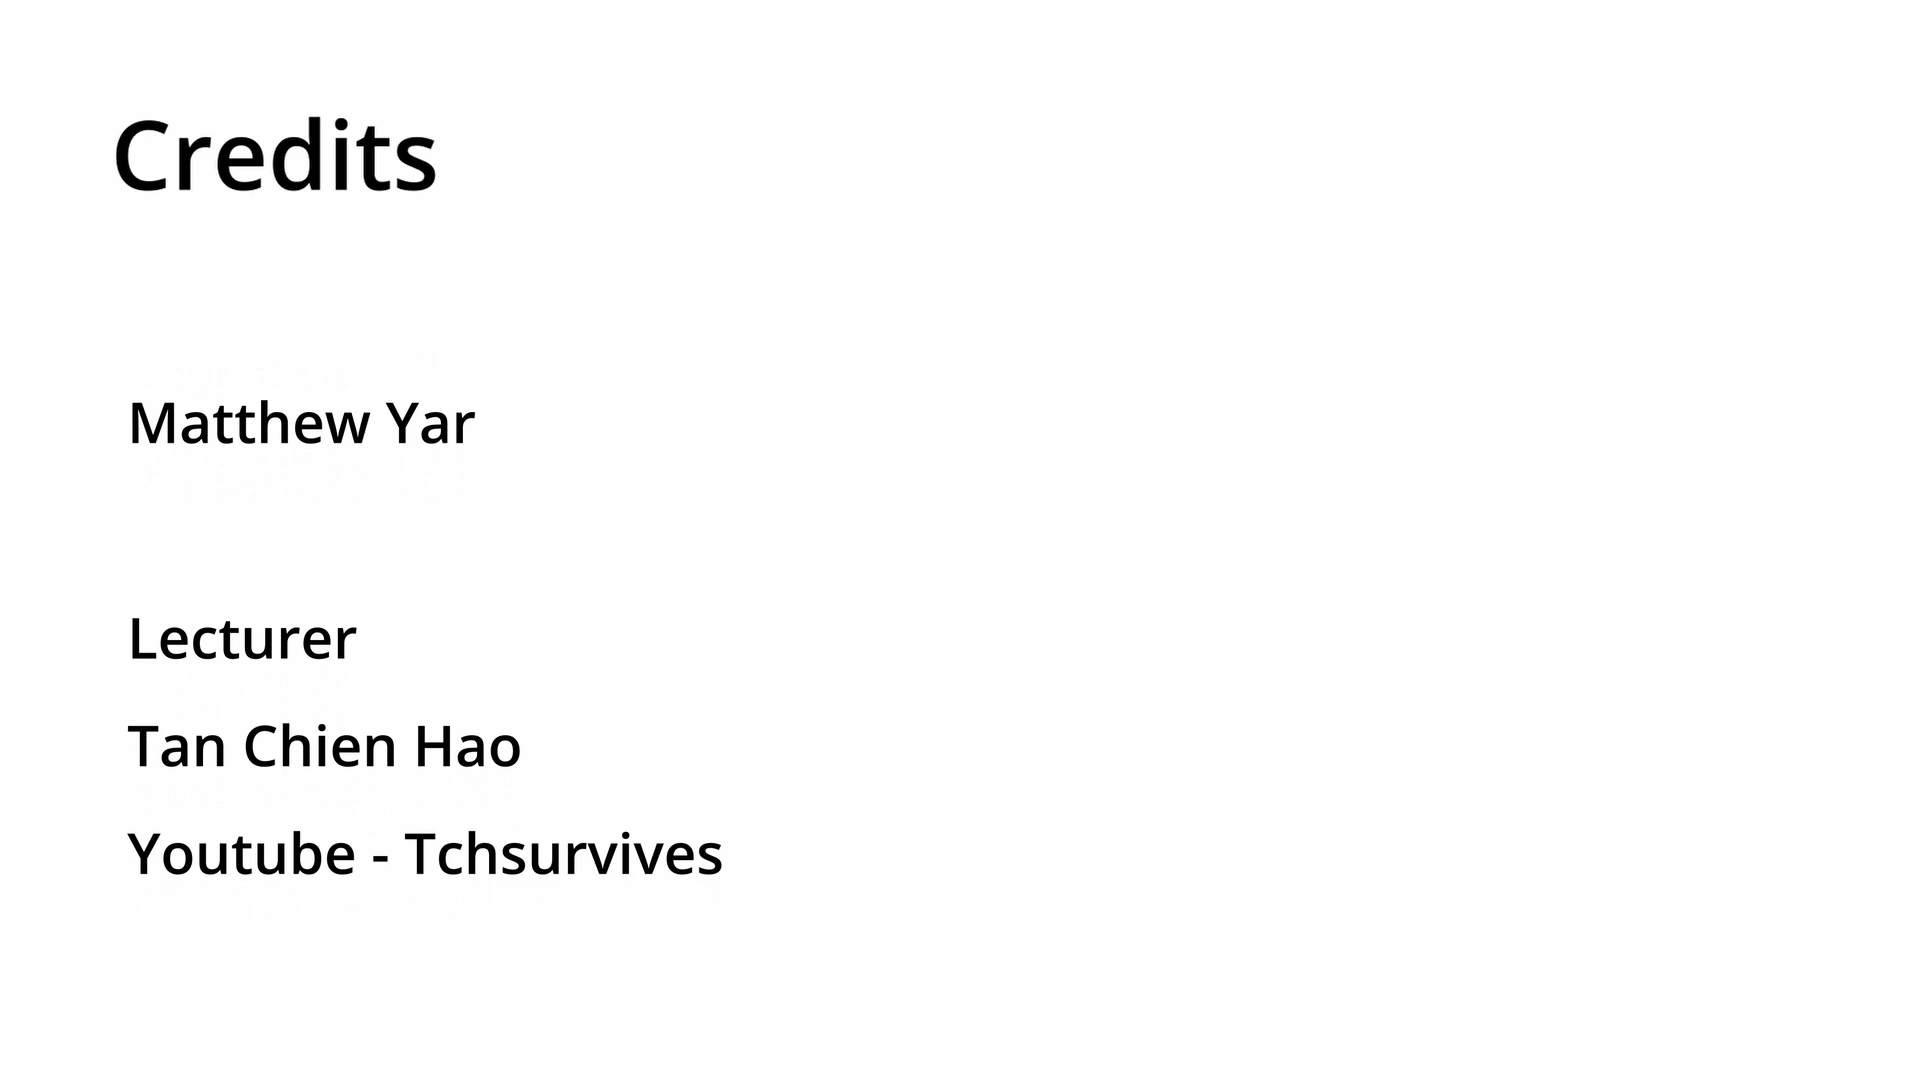 Credits
Matthew Yar
Lecturer
Tan Chien Hao
Youtube - Tchsurvives